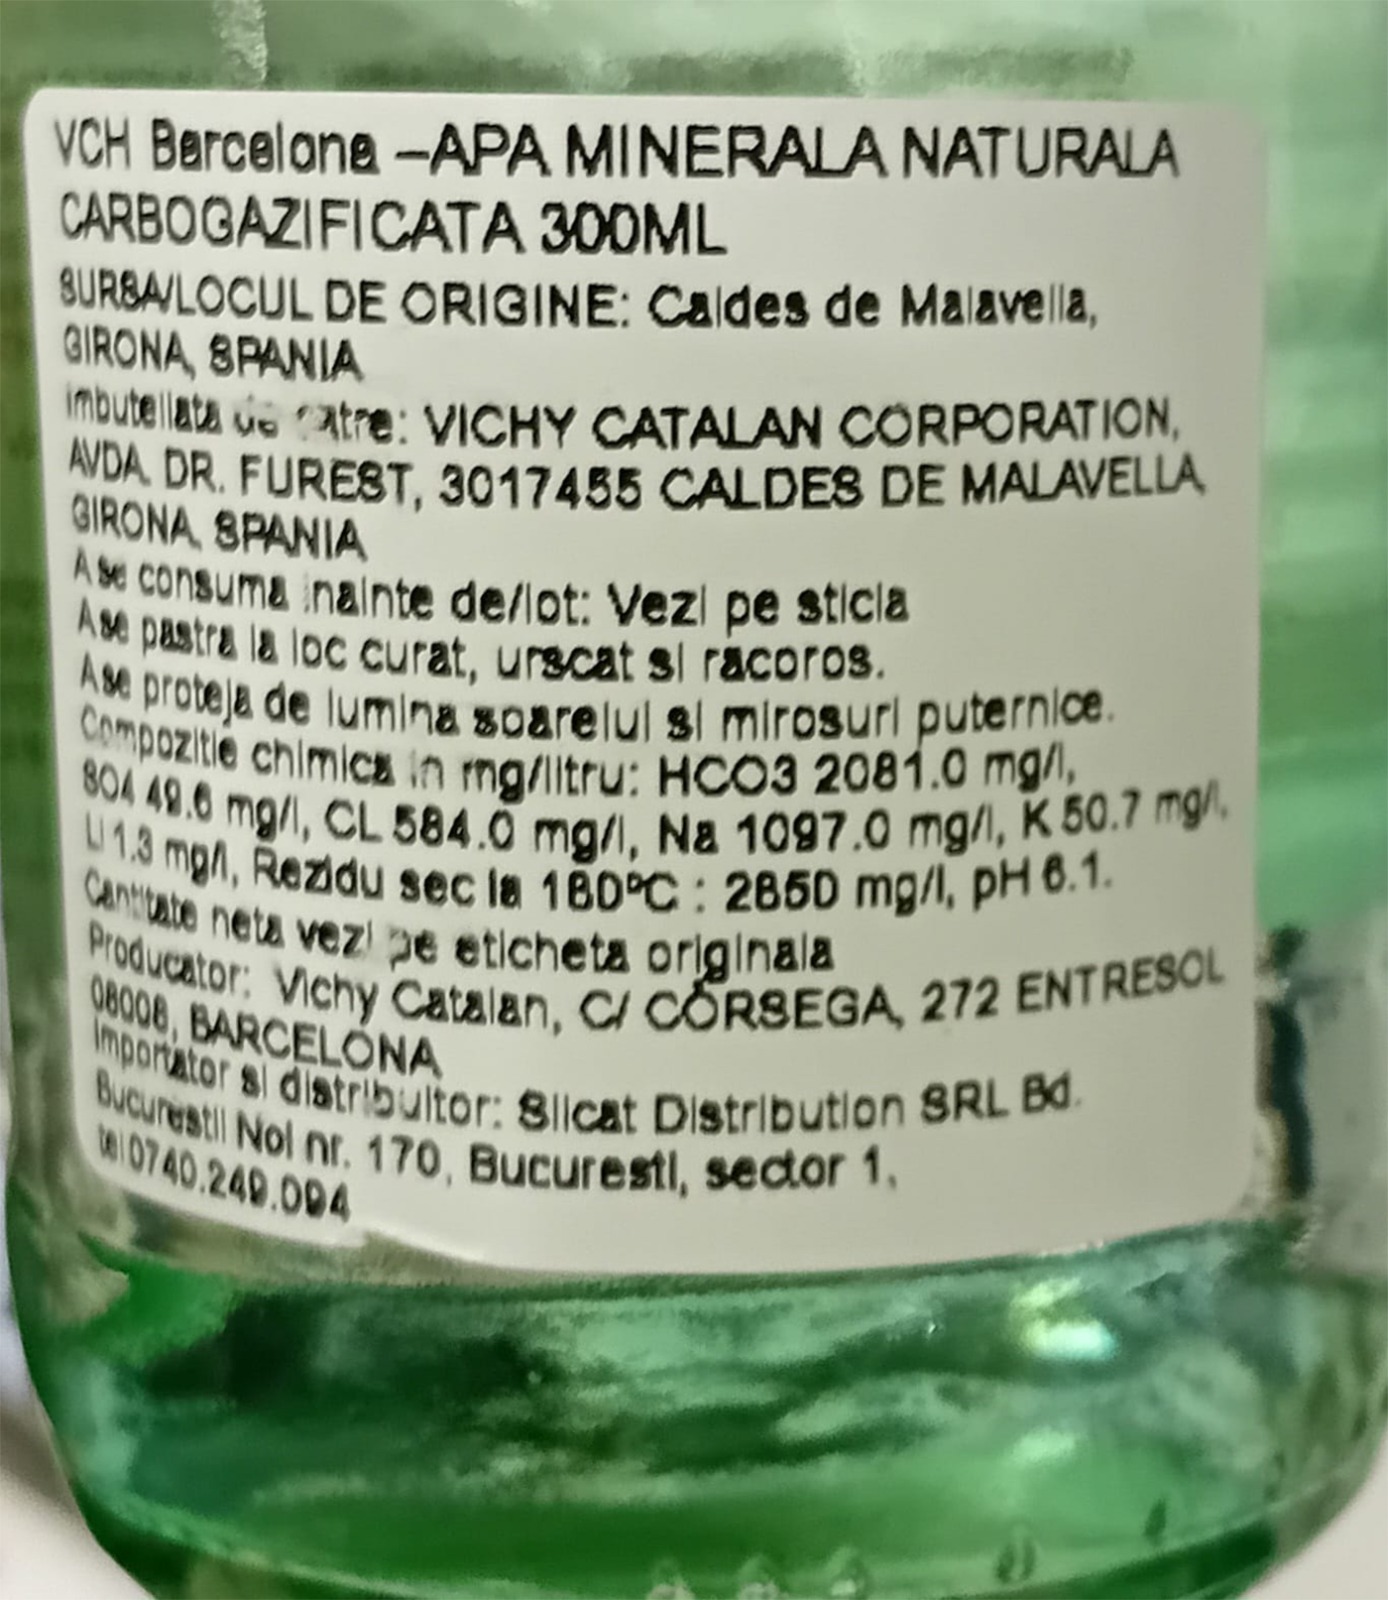 VCH Barcelona –APA MINERALA NATURALA
CARBOGAZIFICATA 300ML
SURSA/LOCUL DE ORIGINE: Caldes de Malavella,
GIRONA, SPANIA
imbuteliata de catre: VICHY CATALAN CORPORATION,
AVDA. DR. FUREST, 3017455 CALDES DE MALAVELLA,
GIRONA, SPANIA
A se consuma inainte de/lot: Vezi pe sticla
A se pastra la loc curat, urscat si racoros.
A se proteja de lumina soarelui si mirosuri puternice.
Compozitie chimica in mg/litru: HCO3 2081.0 mg/l,
SO4 49.6 mg/l, CL 584.0 mg/l, Na 1097.0 mg/l, K 50.7 mg/l,
LI 1.3 mg/l, Rezidu sec la 180ºC : 2850 mg/l, pH 6.1.
Cantitate neta vezi pe eticheta originala
Producator: Vichy Catalan, C/ CÓRSEGA, 272 ENTRESOL
08008, BARCELONA
Importator si distribuitor: Silcat Distribution SRL Bd.
Bucurestii Noi nr. 170, Bucuresti, sector 1,
tel 0740.249.094